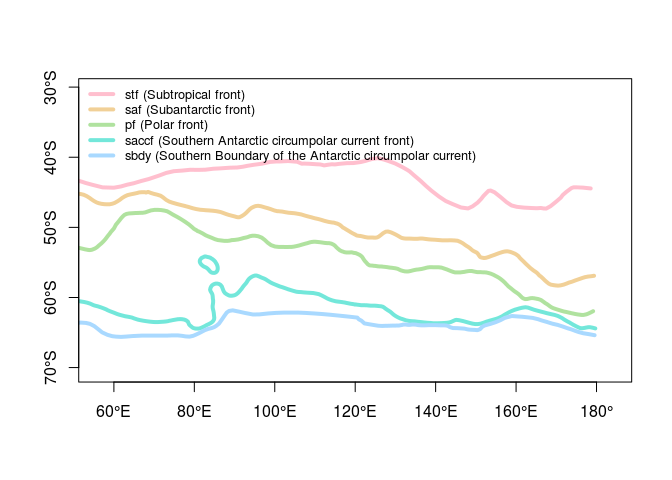 stf (Subtropical front)
saf (Subantarctic front)
pf (Polar front)
saccf (Southern Antarctic circumpolar current front)
sbdy (Southern Boundary of the Antarctic circumpolar current)
30°S
40°S
50°S
60°S
70°S
60°E
80°E
100°E
120°E
140°E
160°E
180°